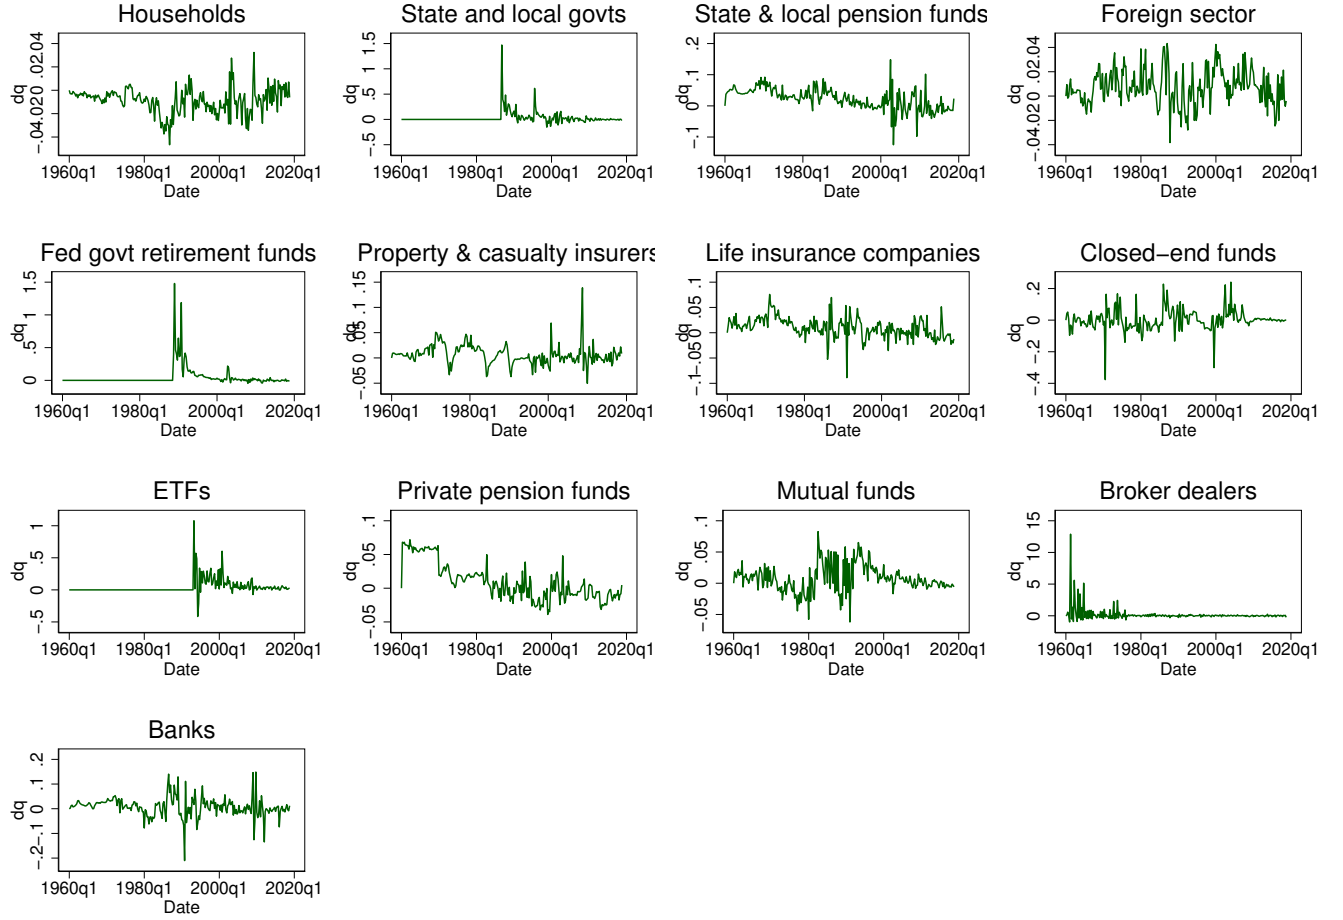 Households
dq
−.04.020 .02.04
1960q1 1980q1 2000q1 2020q1
Date
State and local govts
dq
−.5 0 .5 1 1.5
1960q1 1980q1 2000q1 2020q1
Date
State & local pension funds
dq
−.1 0 .1 .2
1960q1 1980q1 2000q1 2020q1
Date
Foreign sector
dq
−.04.020 .02.04
1960q1 1980q1 2000q1 2020q1
Date
Fed govt retirement funds
dq
0 .5 1 1.5
1960q1 1980q1 2000q1 2020q1
Date
Property & casualty insurers
dq
−.05 0 .05 .1 .15
1960q1 1980q1 2000q1 2020q1
Date
Life insurance companies
dq
−.1−.05 0 .05 .1
1960q1 1980q1 2000q1 2020q1
Date
Closed−end funds
dq
−.4 −.2 0 .2
1960q1 1980q1 2000q1 2020q1
Date
ETFs
dq
−.5 0 .5 1
1960q1 1980q1 2000q1 2020q1
Date
Private pension funds
dq
−.05 0 .05 .1
1960q1 1980q1 2000q1 2020q1
Date
Mutual funds
dq
−.05 0 .05 .1
1960q1 1980q1 2000q1 2020q1
Date
Broker dealers
dq
0 5 10 15
1960q1 1980q1 2000q1 2020q1
Date
Banks
dq
−.2−.1 0 .1 .2
1960q1 1980q1 2000q1 2020q1
Date